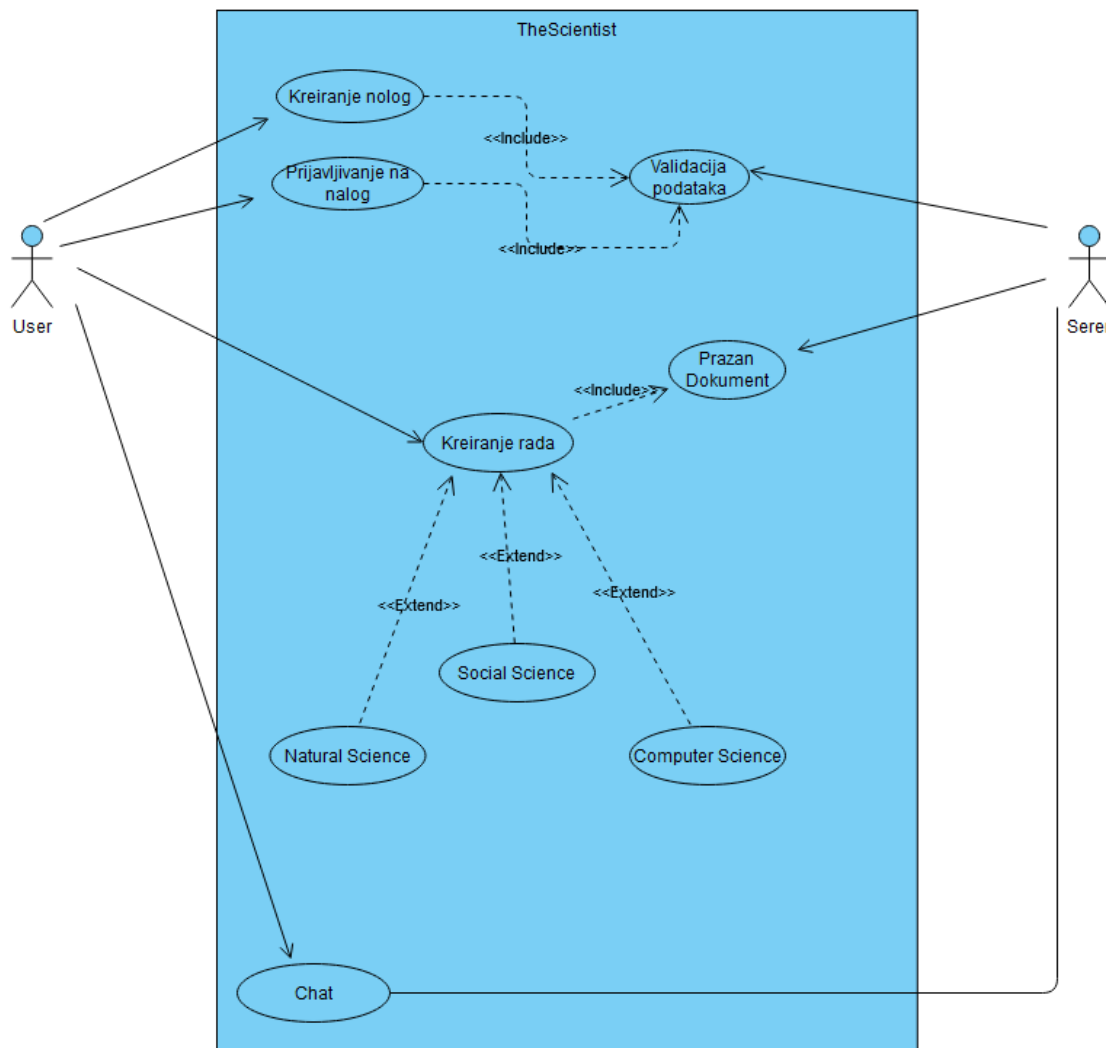 TheScientist
Kreiranje nolog
<<Include>>
Prijavljivanje na
nalog
Validacija
podataka
<<Include>>
User
Seren
Prazan
Dokument
<<Include>>
Kreiranje rada
<<Extend>>
<<Extend>>
<<Extend>>
Social Science
Natural Science
Computer Science
Chat